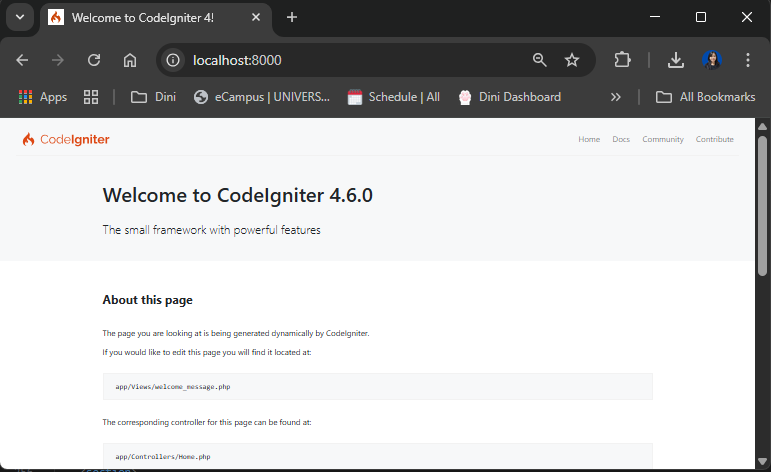 Welcome to CodeIgniter 4!
localhost:8000
Apps Dini eCampus | UNIVERS... Schedule | All Dini Dashboard » All Bookmarks
CodeIgniter Home Docs Community Contribute
Welcome to CodeIgniter 4.6.0
The small framework with powerful features
About this page
The page you are looking at is being generated dynamically by CodeIgniter.
If you would like to edit this page you will find it located at:
app/Views/welcome_message.php
The corresponding controller for this page can be found at:
app/Controllers/Home.php